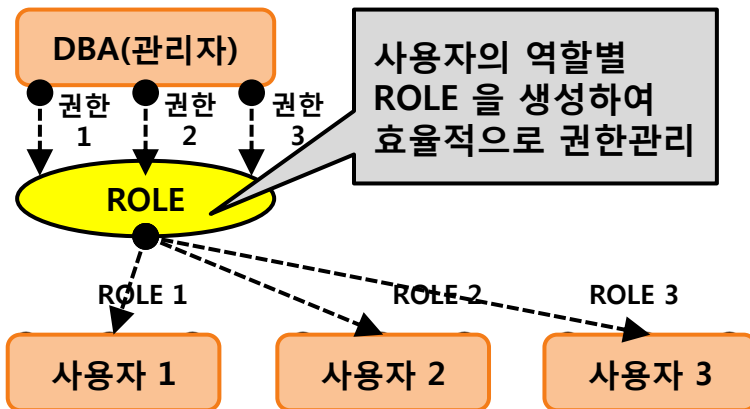 DBA(관리자)
사용자의 역할별
ROLE 을 생성하여
효율적으로 권한관리
권한
1
권한
2
권한
3
ROLE
ROLE 1
ROLE 2
ROLE 3
사용자 1
사용자 2
사용자 3